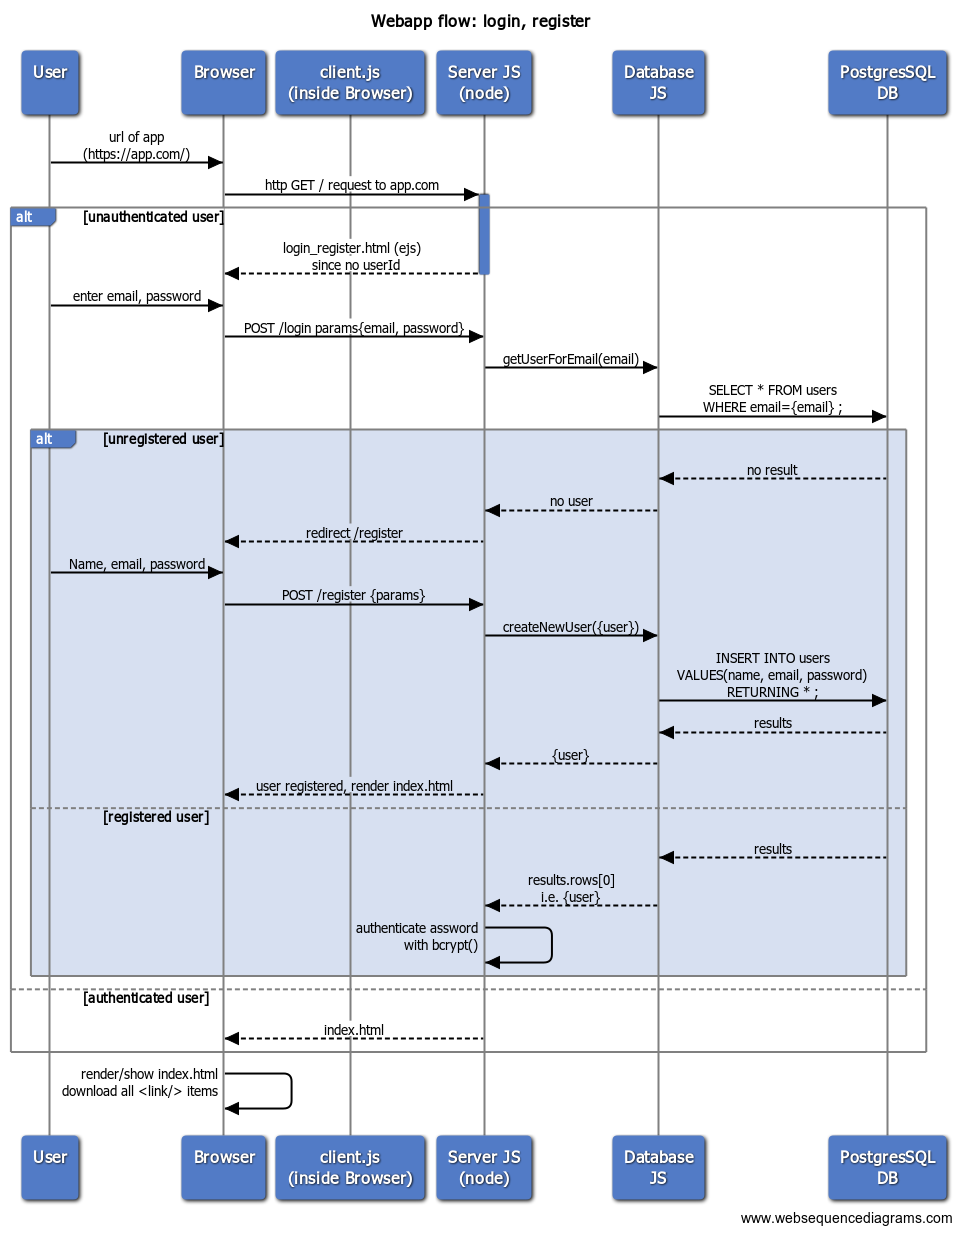 Webapp flow: login, register
User
Browser
client.js
(inside Browser)
Server JS
(node)
Database
JS
PostgresSQL
DB
url of app
(https://app.com/)
http GET / request to app.com
alt
[unauthenticated user]
login_register.html (ejs)
since no userId
enter email, password
POST /login params{email, password}
getUserForEmail(email)
SELECT * FROM users
WHERE email={email} ;
alt
[unregistered user]
no result
no user
redirect /register
Name, email, password
POST /register {params}
createNewUser({user})
INSERT INTO users
VALUES(name, email, password)
RETURNING * ;
results
{user}
user registered, render index.html
[registered user]
results
results.rows[0]
i.e. {user}
authenticate assword
with bcrypt()
[authenticated user]
index.html
render/show index.html
download all <link/> items
User
Browser
client.js
(inside Browser)
Server JS
(node)
Database
JS
PostgresSQL
DB
www.websequencediagrams.com